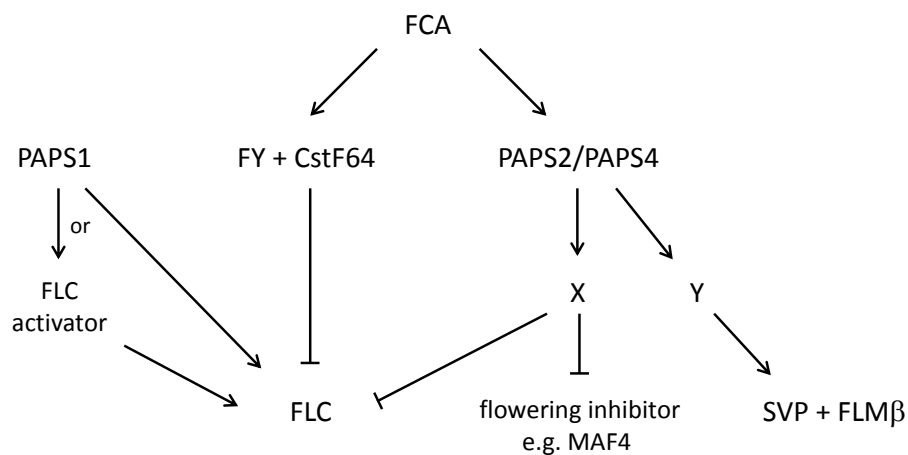 FCA
PAPS1
FY + CstF64
PAPS2/PAPS4
or
FLC
activator
X
Y
FLC
flowering inhibitor
e.g. MAF4
SVP + FLMβ